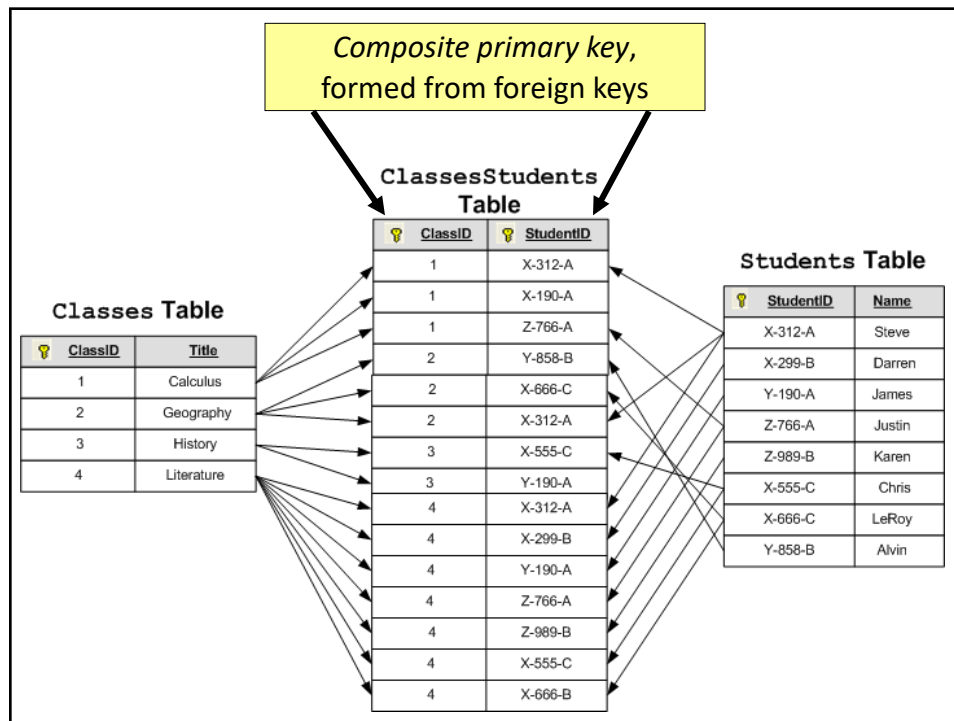 Composite primary key,
formed from foreign keys
ClassesStudents
Table
ClassID StudentID
1 X-312-A
1 X-190-A
1 Z-766-A
2 Y-858-B
2 X-666-C
2 X-312-A
3 X-555-C
3 Y-190-A
4 X-312-A
4 X-299-B
4 Y-190-A
4 Z-766-A
4 Z-989-B
4 X-555-C
4 X-666-B
Classes Table
ClassID Title
1 Calculus
2 Geography
3 History
4 Literature
Students Table
StudentID Name
X-312-A Steve
X-299-B Darren
Y-190-A James
Z-766-A Justin
Z-989-B Karen
X-555-C Chris
X-666-C LeRoy
Y-858-B Alvin